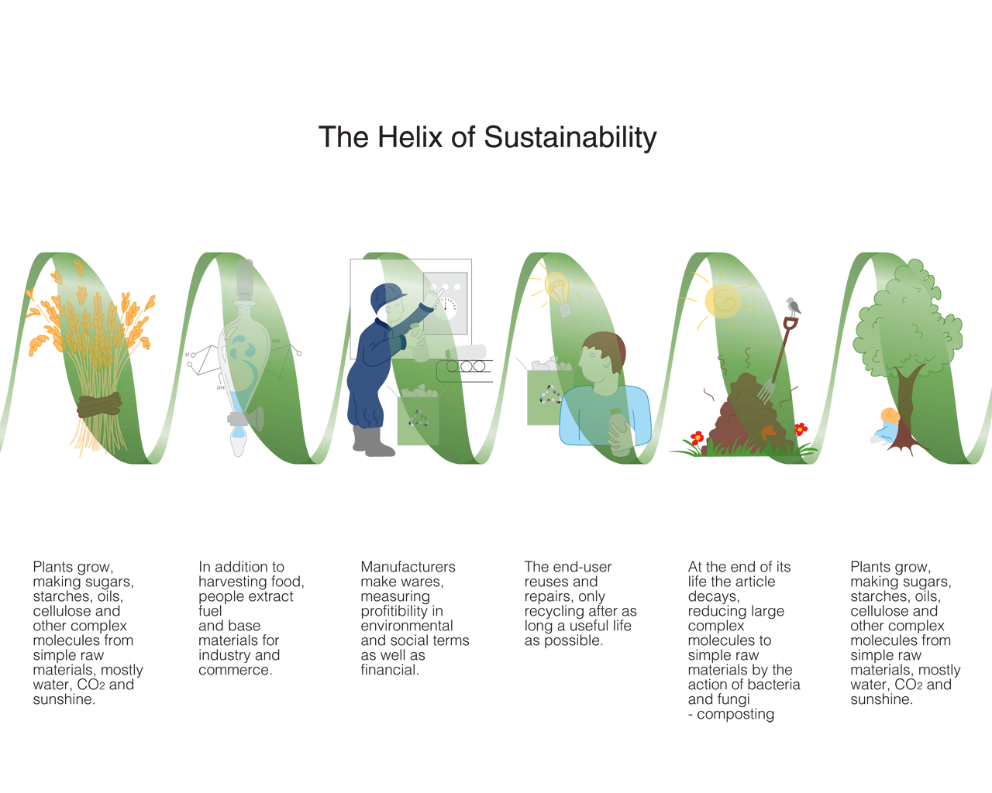 The Helix of Sustainability
H
OH
OH
Plants grow,
making sugars,
starches, oils,
cellulose and
other complex
molecules from
simple raw
materials, mostly
water, CO2 and
sunshine.
In addition to
harvesting food,
people extract
fuel
and base
materials for
industry and
commerce.
Manufacturers
make wares,
measuring
profitibility in
environmental
and social terms
as well as
financial.
The end-user
reuses and
repairs, only
recycling after as
long a useful life
as possible.
At the end of its
life the article
decays,
reducing large
complex
molecules to
simple raw
materials by the
action of bacteria
and fungi
- composting
Plants grow,
making sugars,
starches, oils,
cellulose and
other complex
molecules from
simple raw
materials, mostly
water, CO2 and
sunshine.